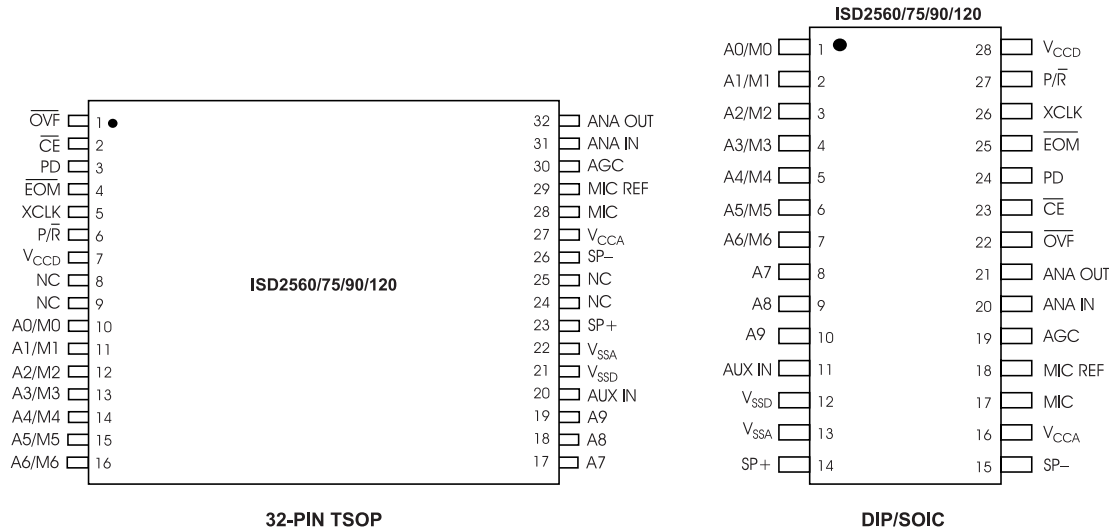 ISD2560/75/90/120
OVF 1 32 ANA OUT
CE 2 31 ANA IN
PD 3 30 AGC
EOM 4 29 MIC REF
XCLK 5 28 MIC
P/R 6 27 VCCA
VCCD 7 26 SP–
NC 8 25 NC
NC 9 24 NC
A0/M0 10 23 SP+
A1/M1 11 22 VSSA
A2/M2 12 21 VSSD
A3/M3 13 20 AUX IN
A4/M4 14 19 A9
A5/M5 15 18 A8
A6/M6 16 17 A7
32-PIN TSOP
ISD2560/75/90/120
A0/M0 1 28 VCCD
A1/M1 2 27 P/R
A2/M2 3 26 XCLK
A3/M3 4 25 EOM
A4/M4 5 24 PD
A5/M5 6 23 CE
A6/M6 7 22 OVF
A7 8 21 ANA OUT
A8 9 20 ANA IN
A9 10 19 AGC
AUX IN 11 18 MIC REF
VSSD 12 17 MIC
VSSA 13 16 VCCA
SP+ 14 15 SP–
DIP/SOIC